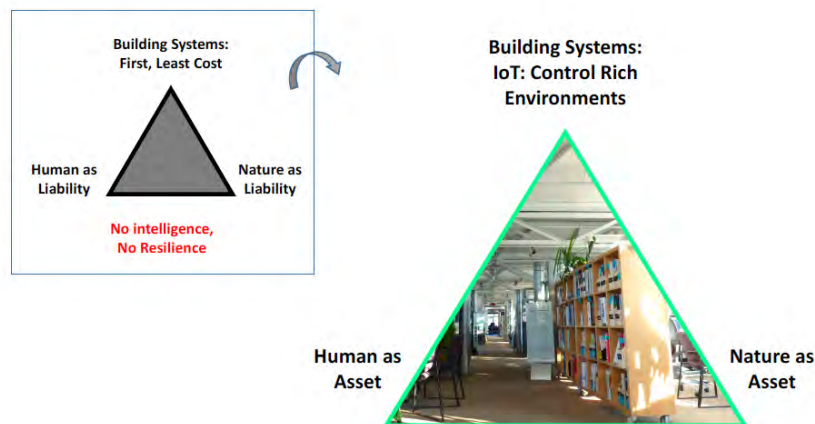 Building Systems:
First, Least Cost
Human as
Liability
Nature as
Liability
No intelligence,
No Resilience
Building Systems:
IoT: Control Rich
Environments
Human as
Asset
Nature as
Asset